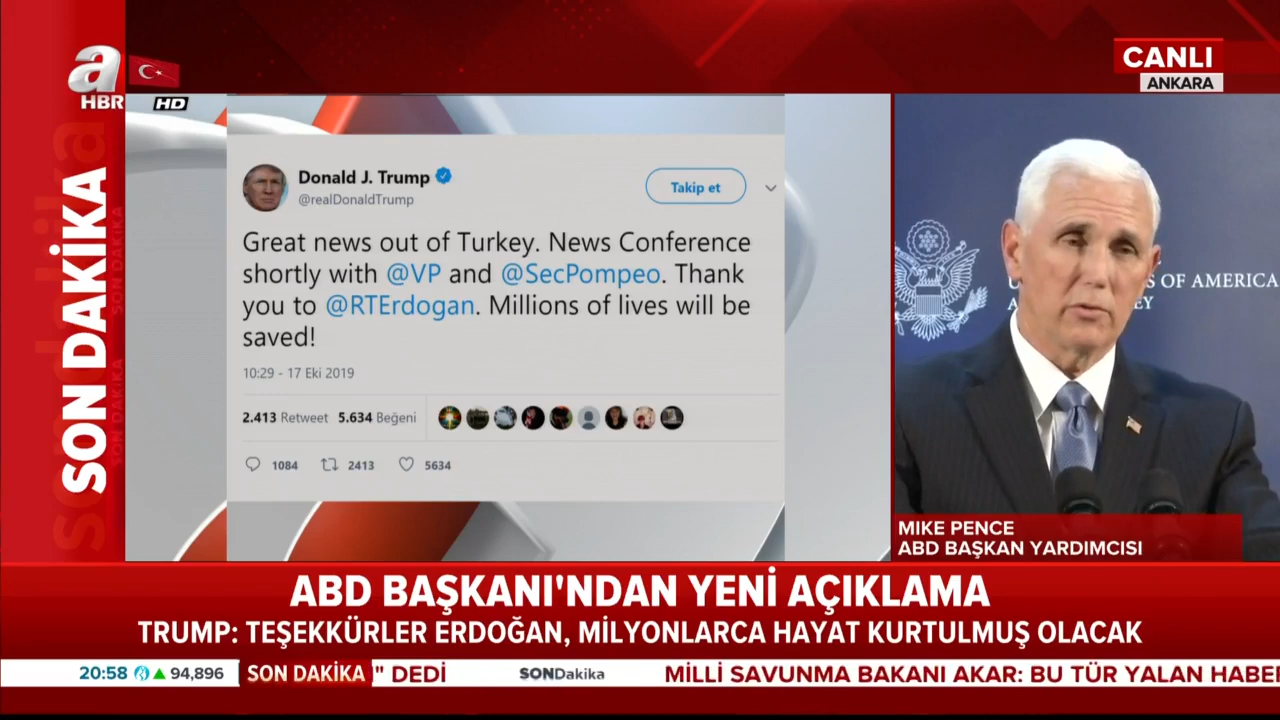 a
HBR
HD
SON DAKİKA
CANLI
ANKARA
Donald J. Trump
@realDonaldTrump
Takip et
Great news out of Turkey. News Conference
shortly with @VP and @SecPompeo. Thank
you to @RTErdogan. Millions of lives will be
saved!
10:29 - 17 Eki 2019
2.413 Retweet 5.634 Beğeni
1084 2413 5634
OF AMERICA
MIKE PENCE
ABD BAŞKAN YARDIMCISI
ABD BAŞKANI'NDAN YENİ AÇIKLAMA
TRUMP: TEŞEKKÜRLER ERDOĞAN, MİLYONLARCA HAYAT KURTULMUŞ OLACAK
20:58 94,896 SON DAKİKA " DEDİ SONDakika MİLLİ SAVUNMA BAKANI AKAR: BU TÜR YALAN HABE